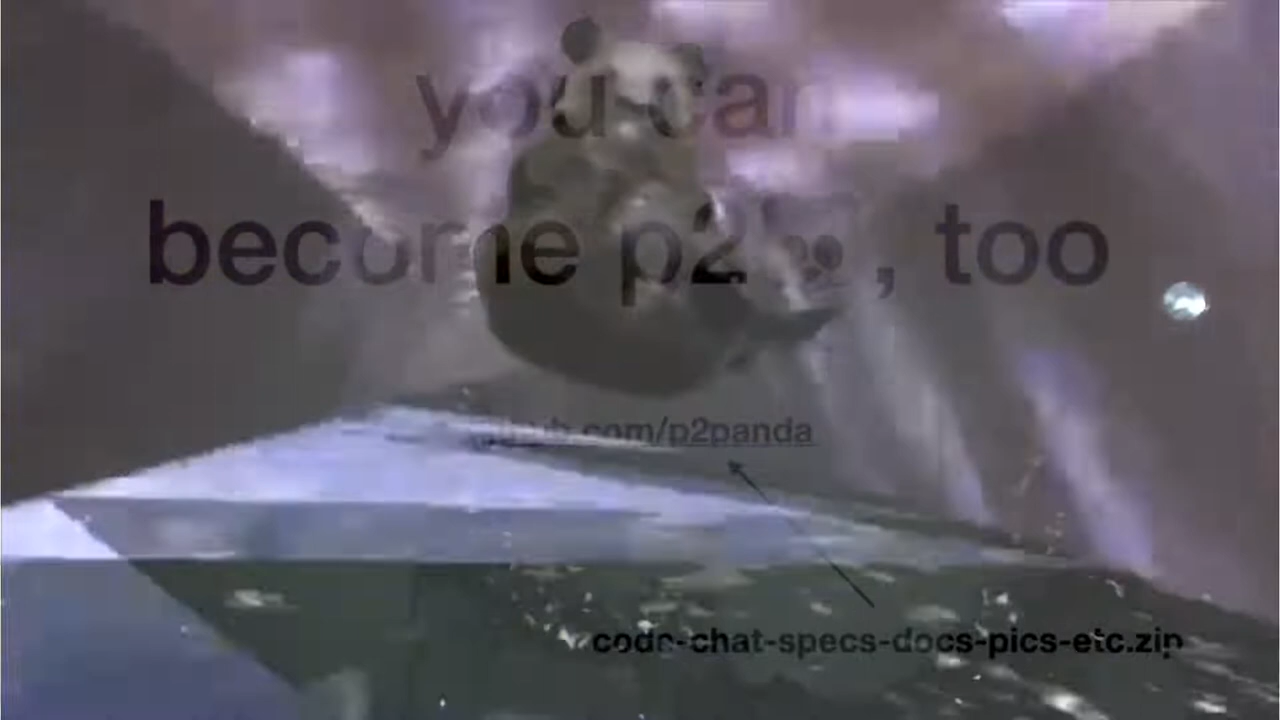 you can
become p2🐼, too
github.com/p2panda
code-chat-specs-docs-pics-etc.zip